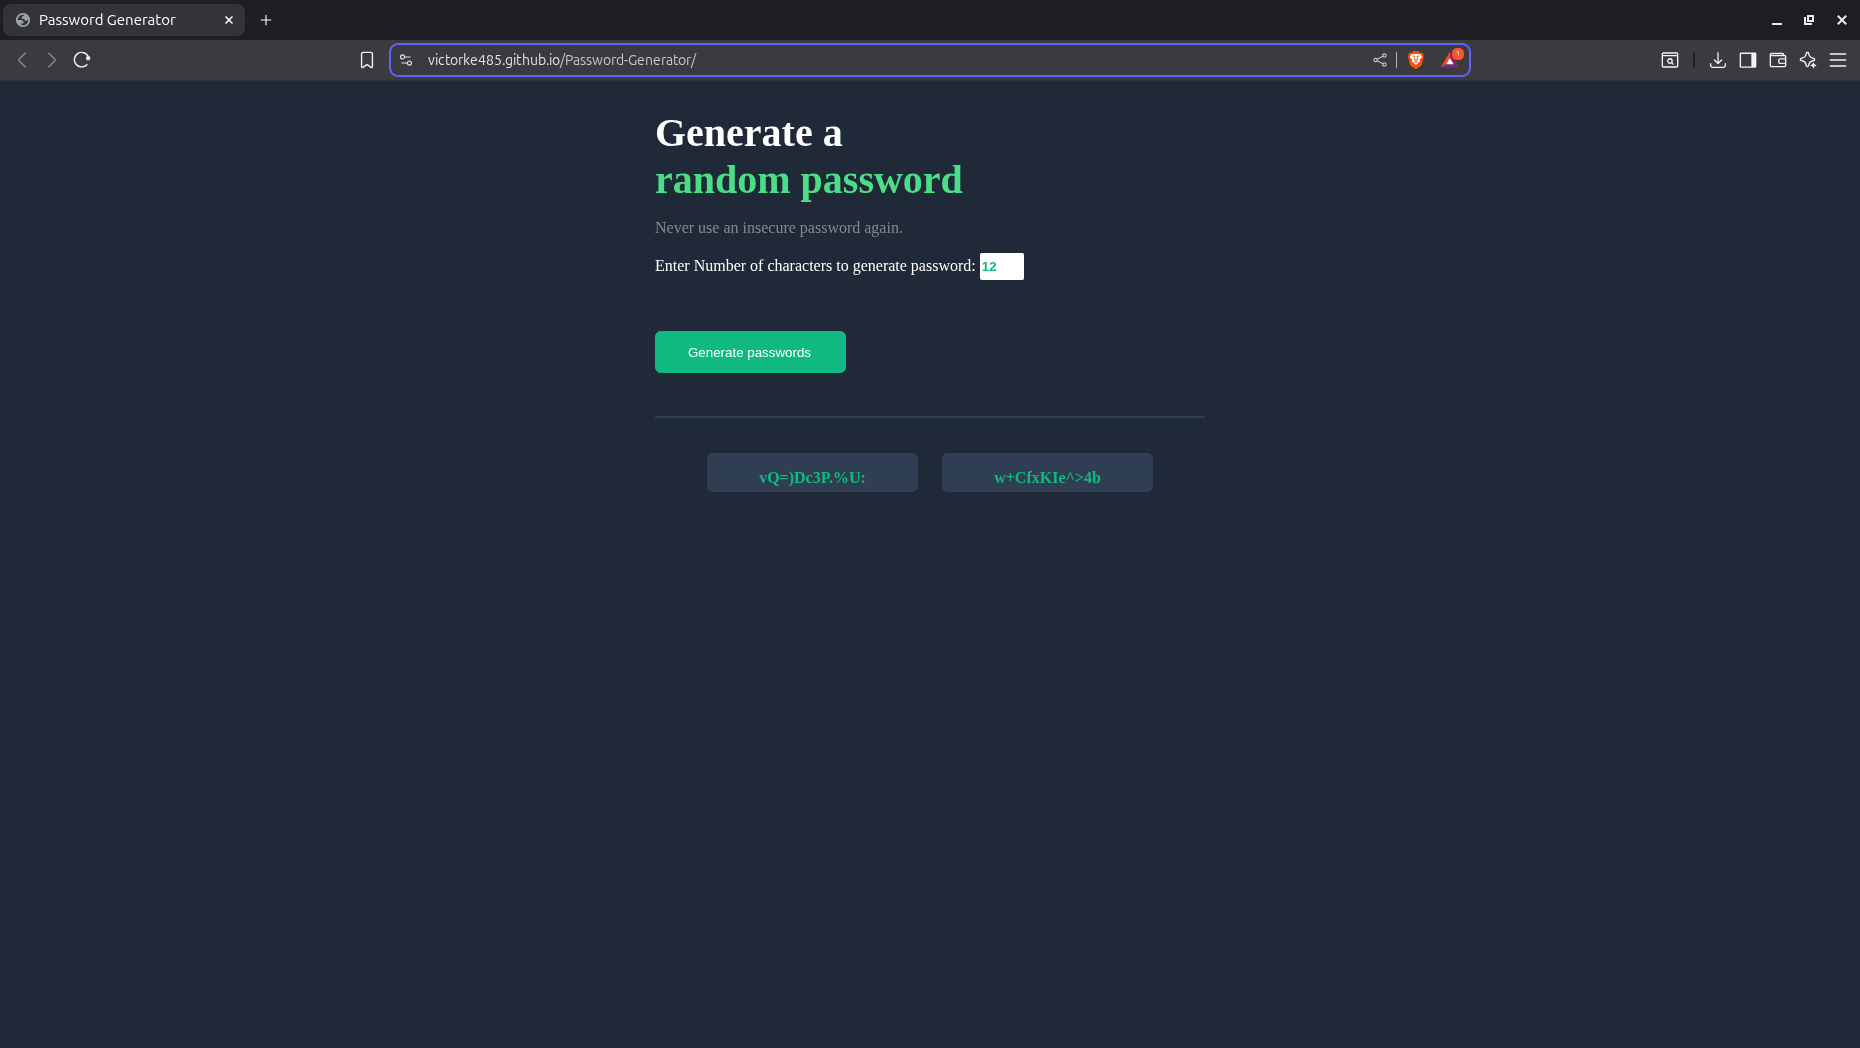 Password Generator
victorke485.github.io/Password-Generator/
Generate a
random password
Never use an insecure password again.
Enter Number of characters to generate password: 12
Generate passwords
vQ=)Dc3P.%U: w+CfxKIe^>4b